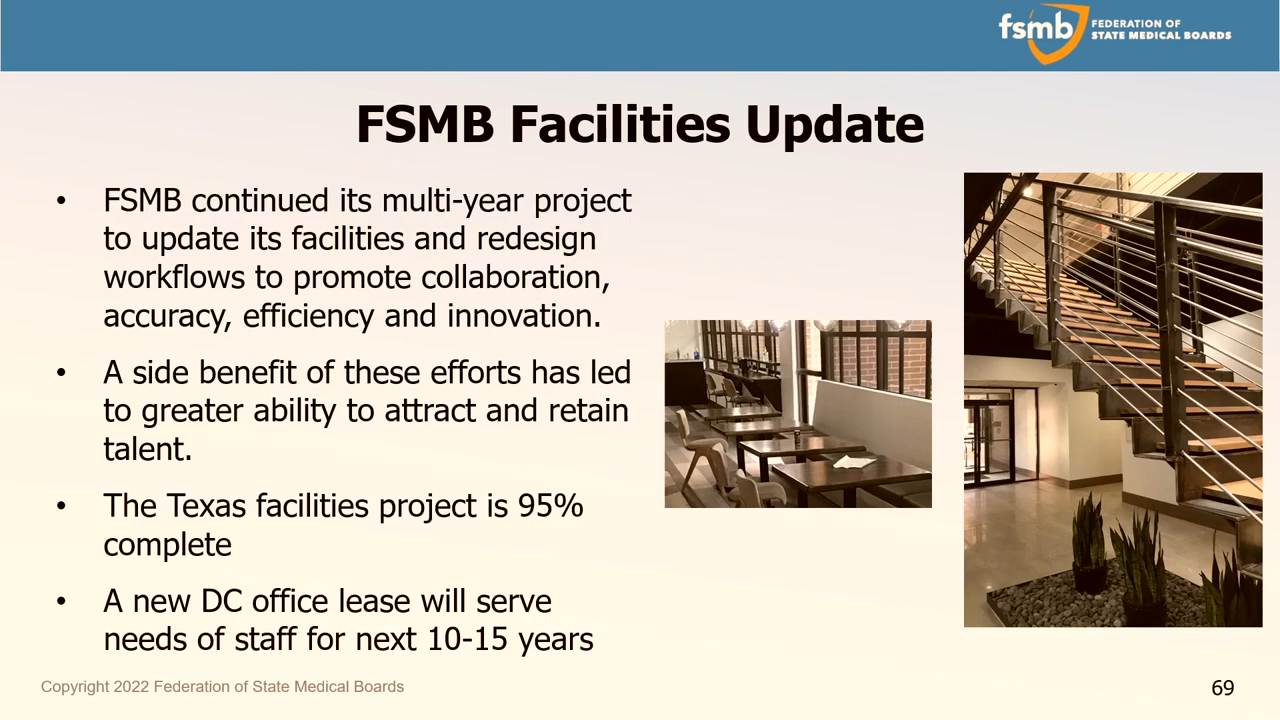 fsmb FEDERATION OF
STATE MEDICAL BOARDS
FSMB Facilities Update
• FSMB continued its multi-year project
to update its facilities and redesign
workflows to promote collaboration,
accuracy, efficiency and innovation.
• A side benefit of these efforts has led
to greater ability to attract and retain
talent.
• The Texas facilities project is 95%
complete
• A new DC office lease will serve
needs of staff for next 10-15 years
Copyright 2022 Federation of State Medical Boards
69